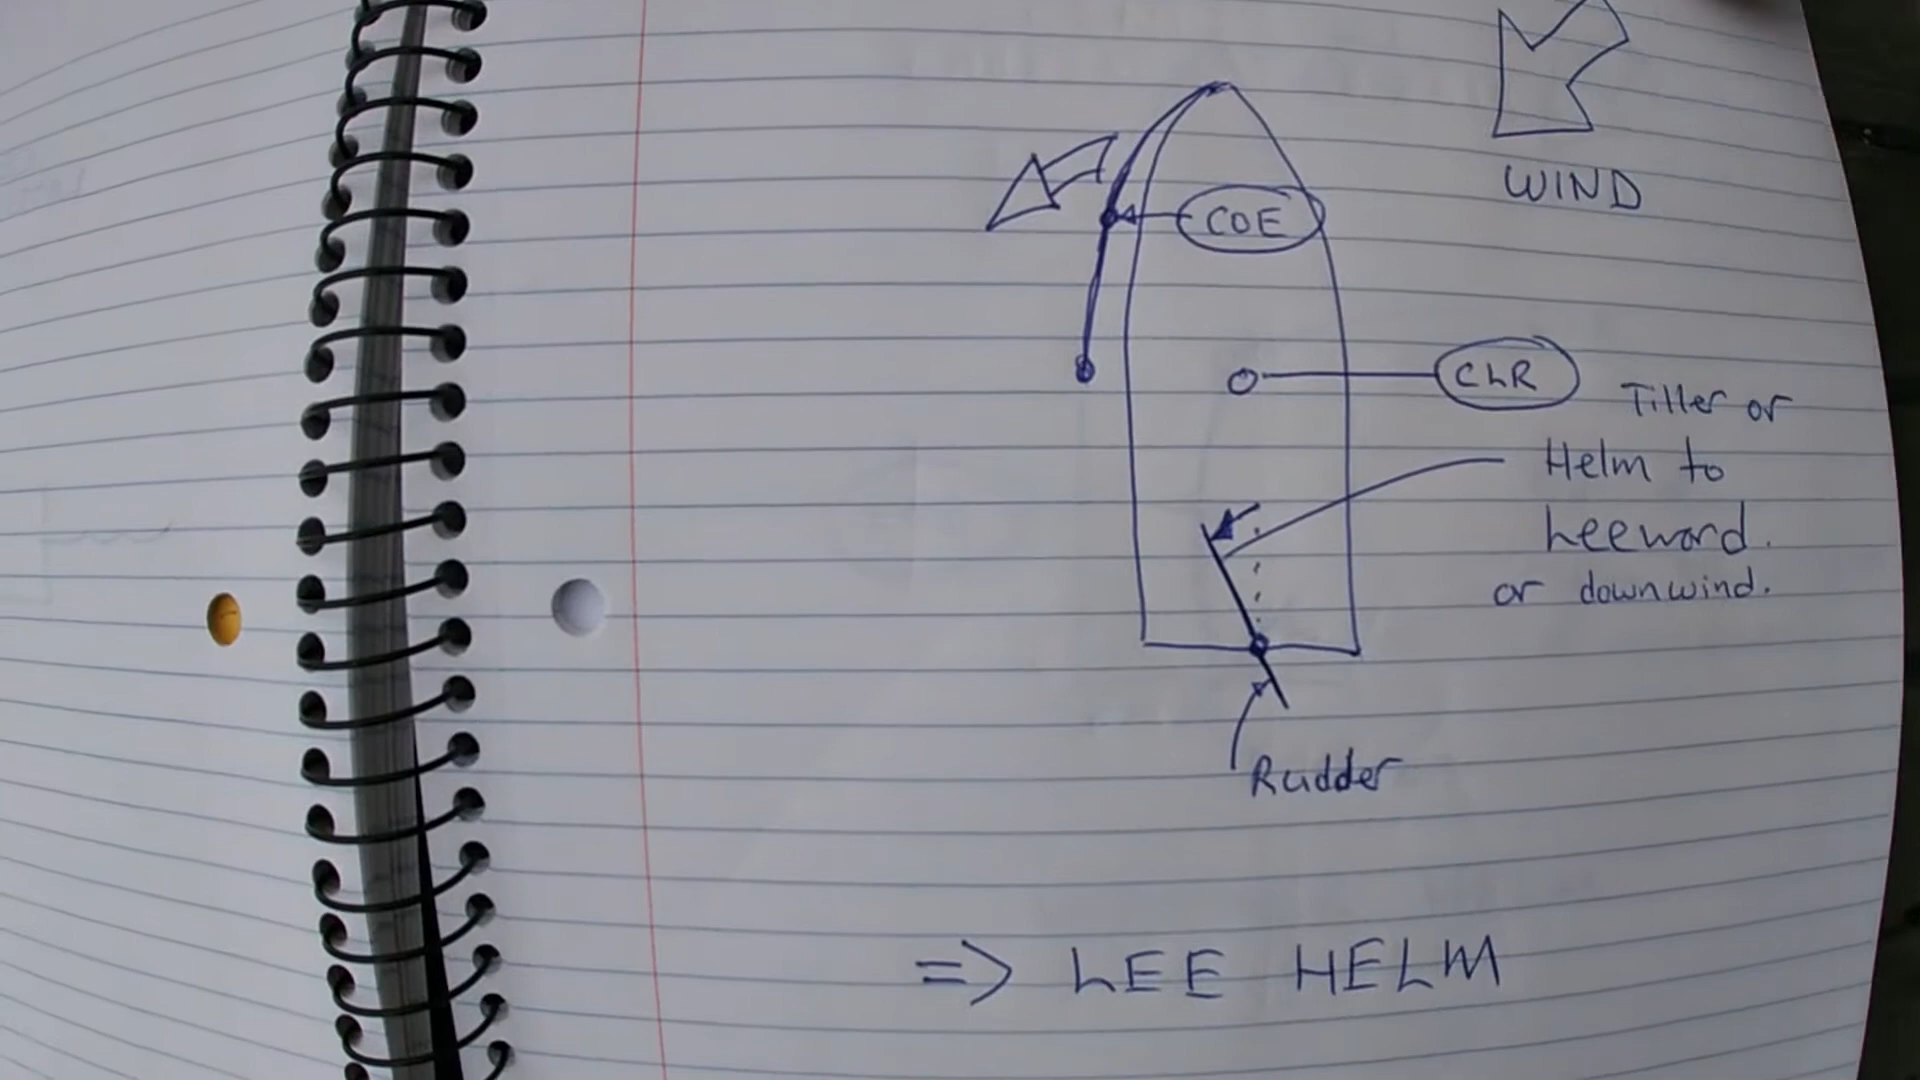 WIND
COE
CLR
Tiller or
Helm to
Leeward.
or downwind.
Rudder
=> LEE HELM